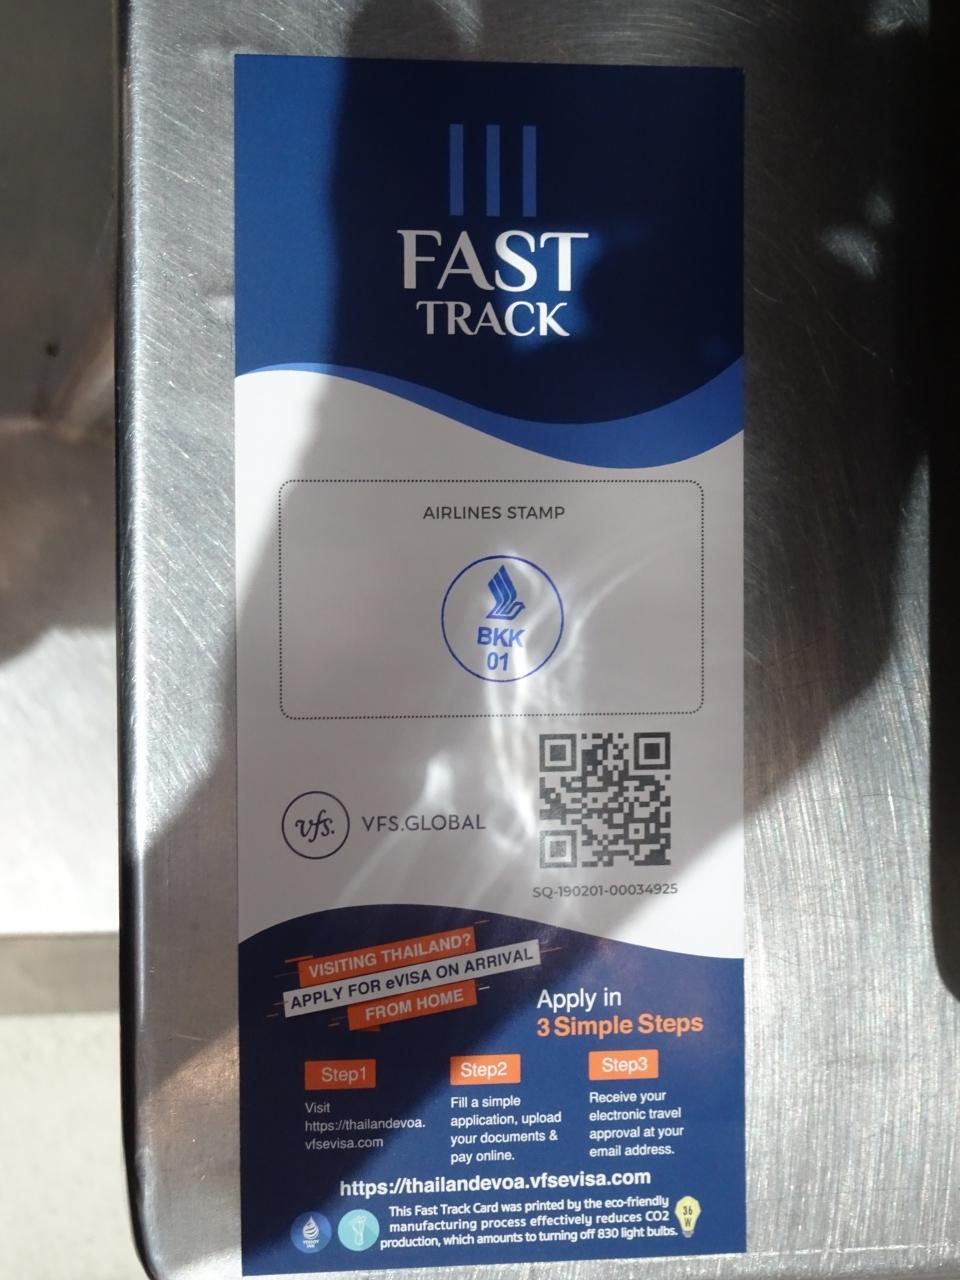 FAST
TRACK
AIRLINES STAMP
BKK
01
vfs.
VFS.GLOBAL
SQ-190201-00034925
VISITING THAILAND?
APPLY FOR eVISA ON ARRIVAL
FROM HOME
Apply in
3 Simple Steps
Step1
Visit
https://thailandevoa.
vfsevisa.com
Step2
Fill a simple
application, upload
your documents &
pay online.
Step3
Receive your
electronic travel
approval at your
email address.
https://thailandevoa.vfsevisa.com
This Fast Track Card was printed by the eco-friendly
manufacturing process effectively reduces CO2
production, which amounts to turning off 830 light bulbs.
36
W